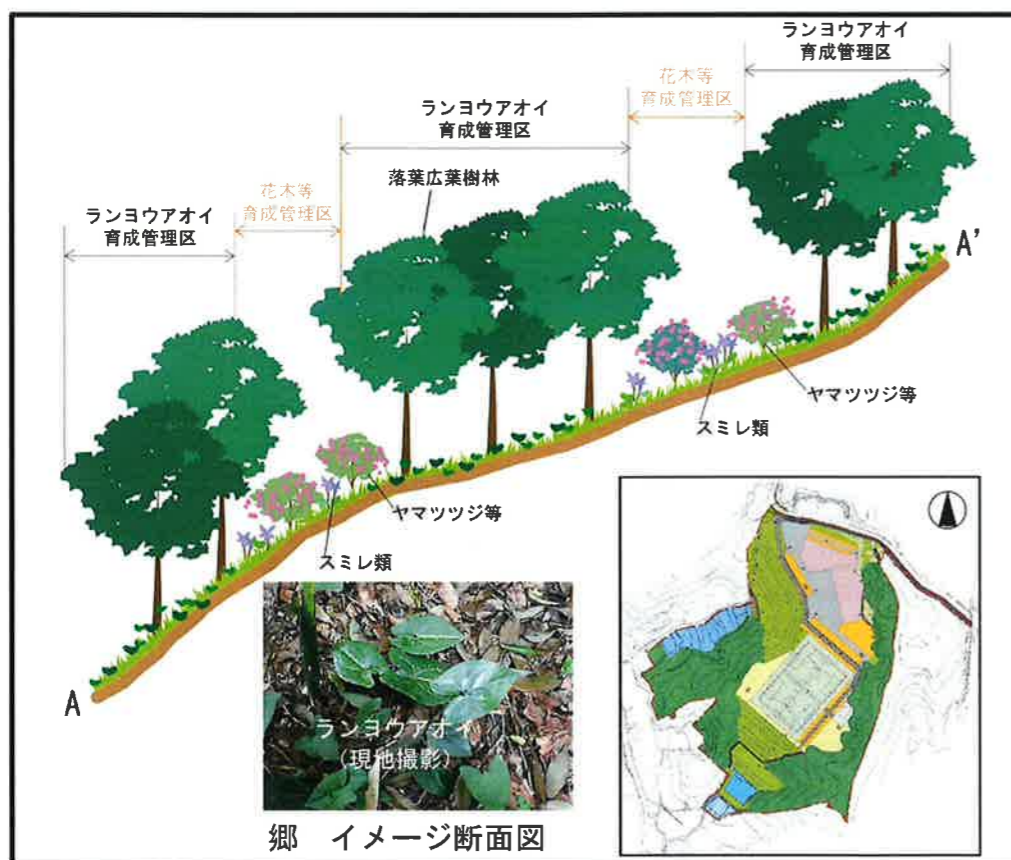 ランヨウアオイ
育成管理区
花木等
育成管理区
ランヨウアオイ
育成管理区
落葉広葉樹林
花木等
育成管理区
ランヨウアオイ
育成管理区
A'
ヤマツツジ等
スミレ類
ヤマツツジ等
スミレ類
A
ランヨウアオイ
（現地撮影）
郷　イメージ断面図